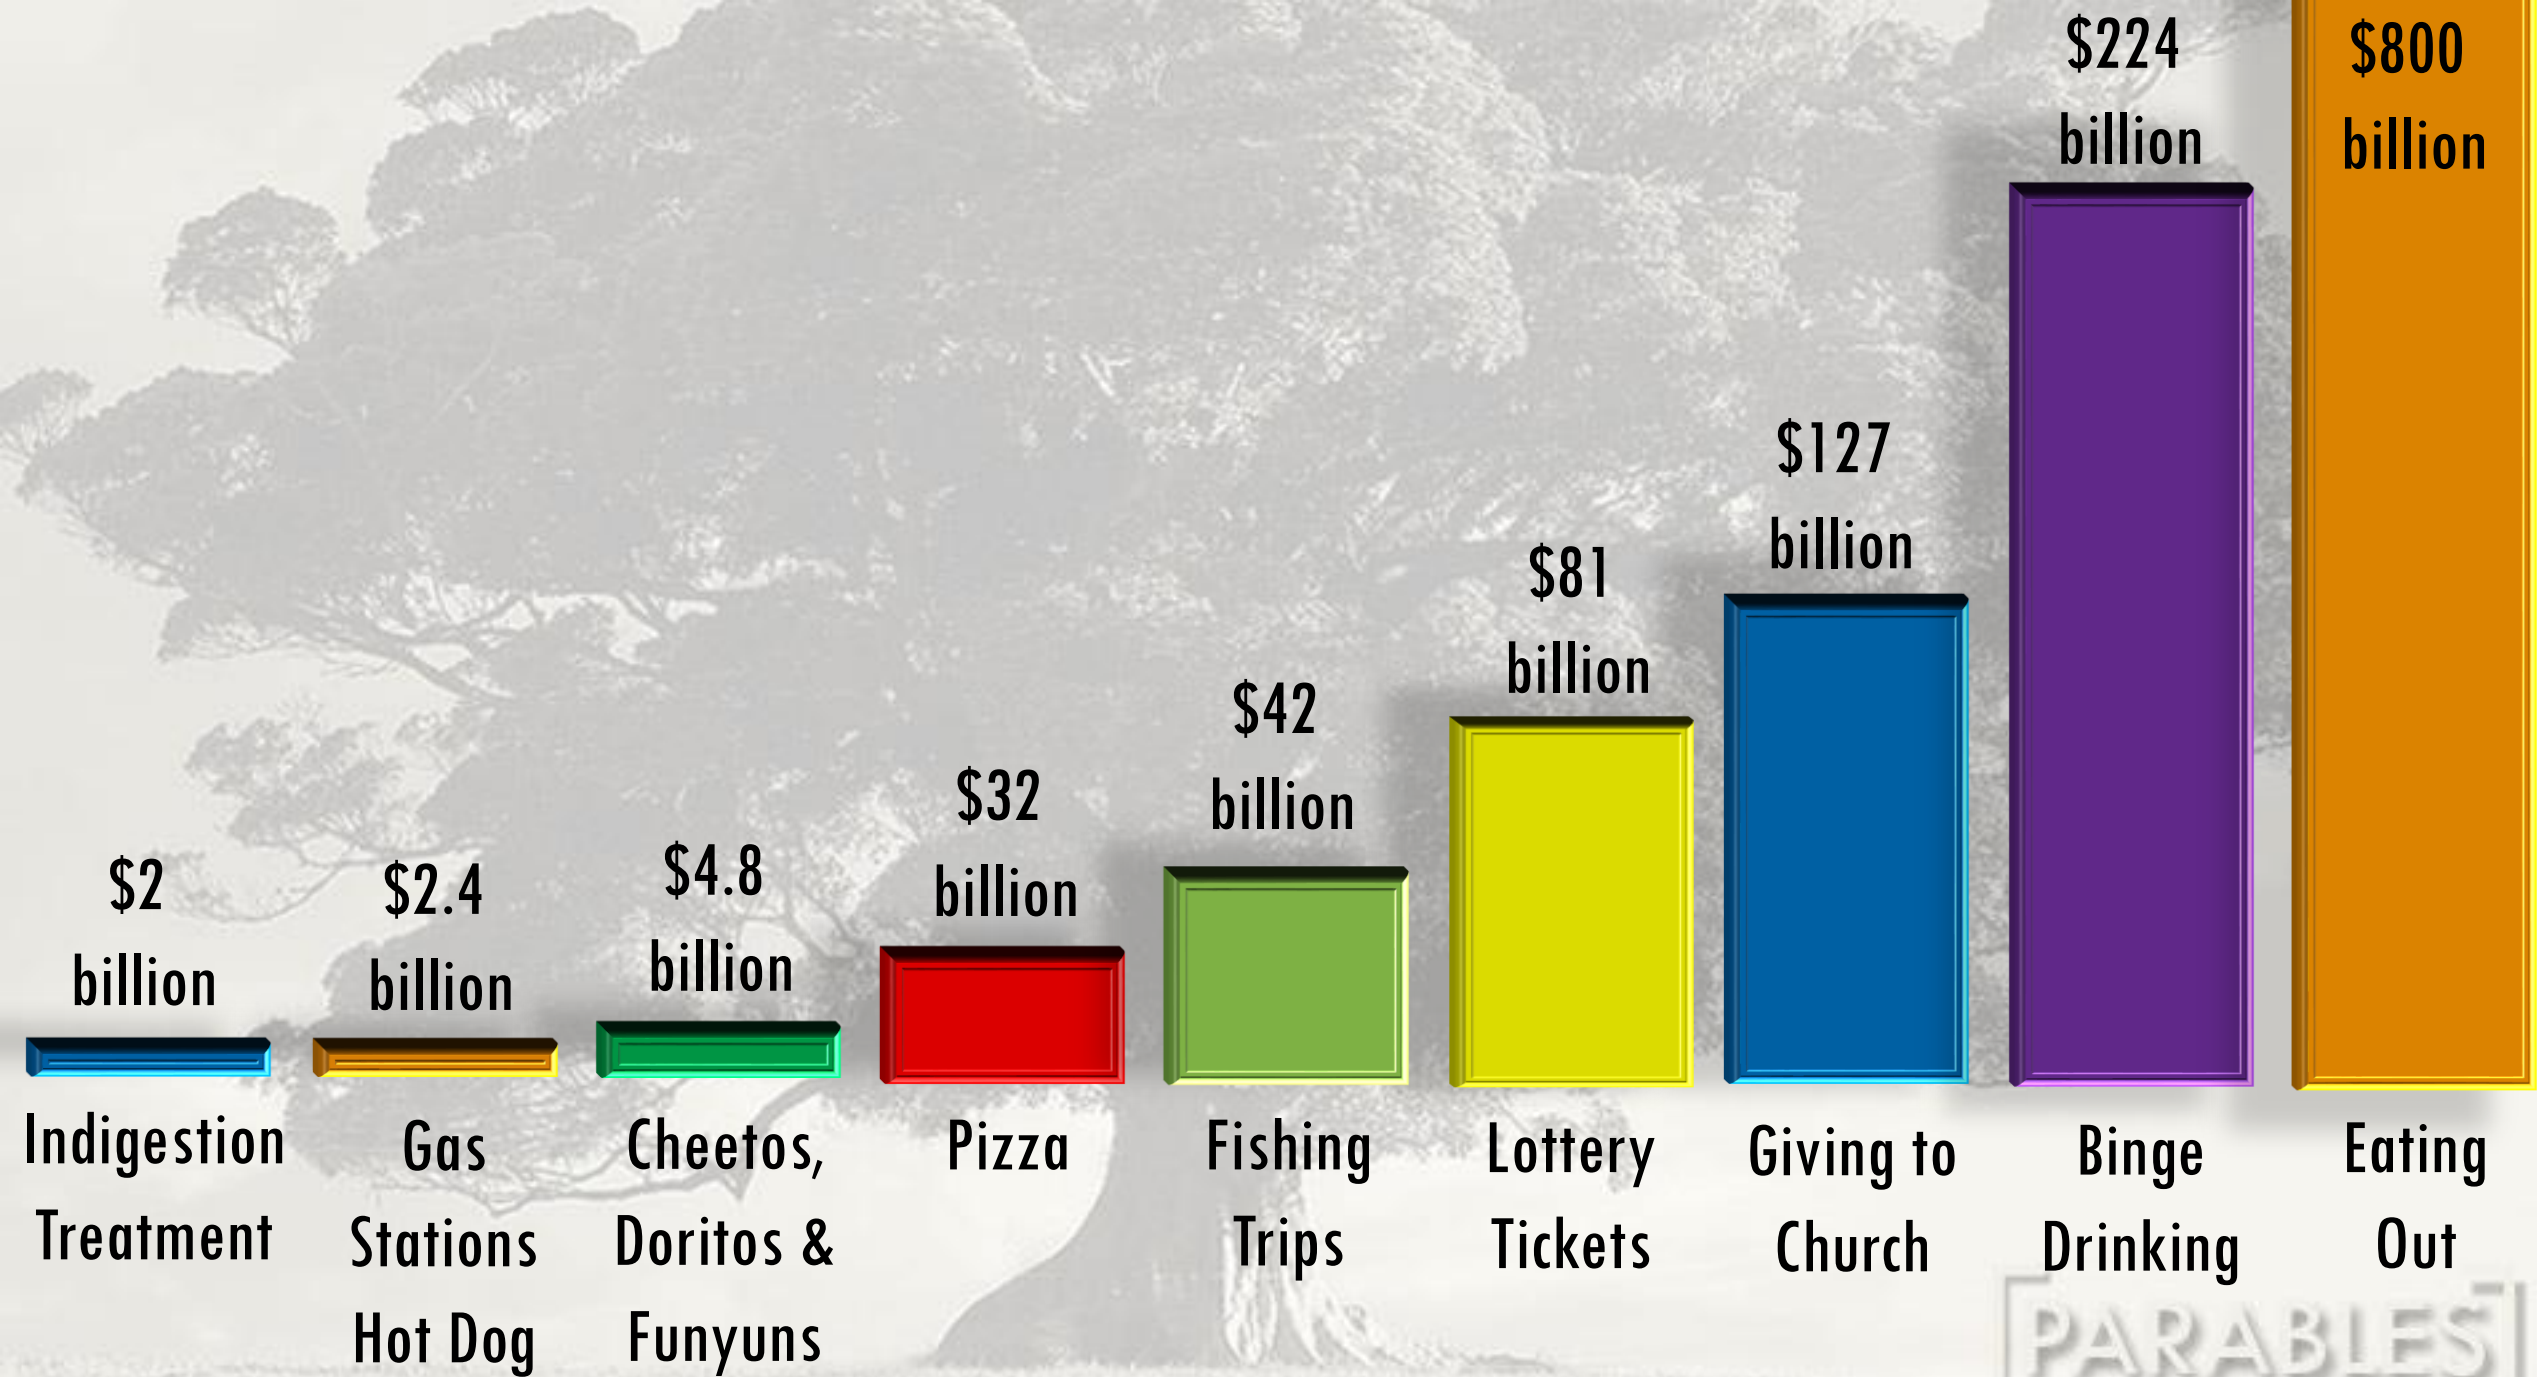 $2
billion
$2.4
billion
$4.8
billion
$32
billion
$42
billion
$81
billion
$127
billion
$224
billion
$800
billion
Indigestion
Treatment
Gas
Stations
Hot Dog
Cheetos,
Doritos &
Funyuns
Pizza
Fishing
Trips
Lottery
Tickets
Giving to
Church
Binge
Drinking
Eating
Out
PARABLES